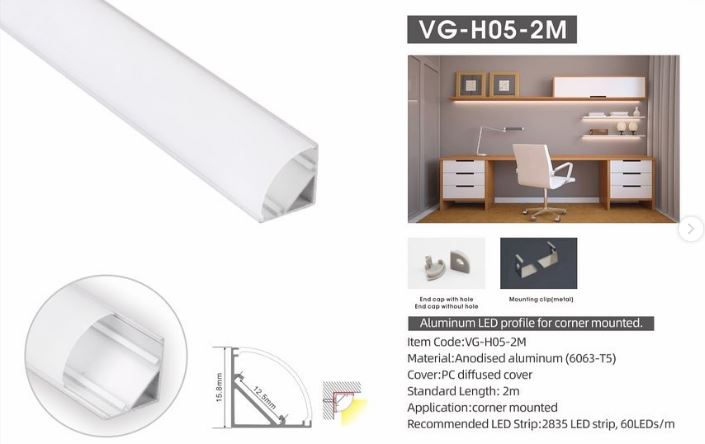 VG-H05-2M
End cap with hole
End cap without hole
Mounting clip(metal)
Aluminum LED profile for corner mounted.
Item Code:VG-H05-2M
Material:Anodised aluminum (6063-T5)
Cover:PC diffused cover
Standard Length: 2m
Application:corner mounted
Recommended LED Strip:2835 LED strip, 60LEDs/m
15.8mm
12.5mm